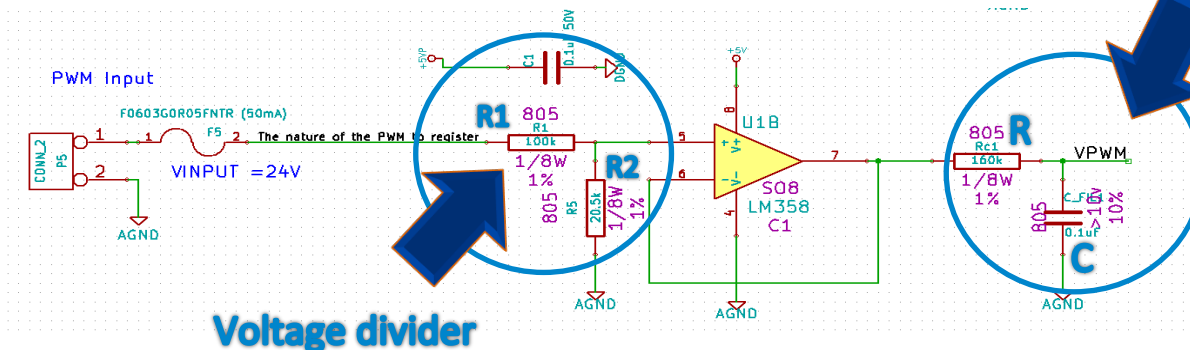 AGND
PWM Input
F0603G0R05FNTR (50mA)
CONN_2
P5
1
2
1
F5
2
The nature of the PWM to register
VINPUT =24V
AGND
+5VP
C1
0.1uF 50V
DGND
R1
805
R1
100k
1/8W
1%
R2
805
R5
20.5k
1/8W
1%
AGND
Voltage divider
+5V
8
U1B
5
+
V+
6
-
V-
7
4
SO8
LM358
C1
AGND
805
R
Rc1
160k
1/8W
1%
VPWM
805
0.1uF
>16v
10%
C
AGND